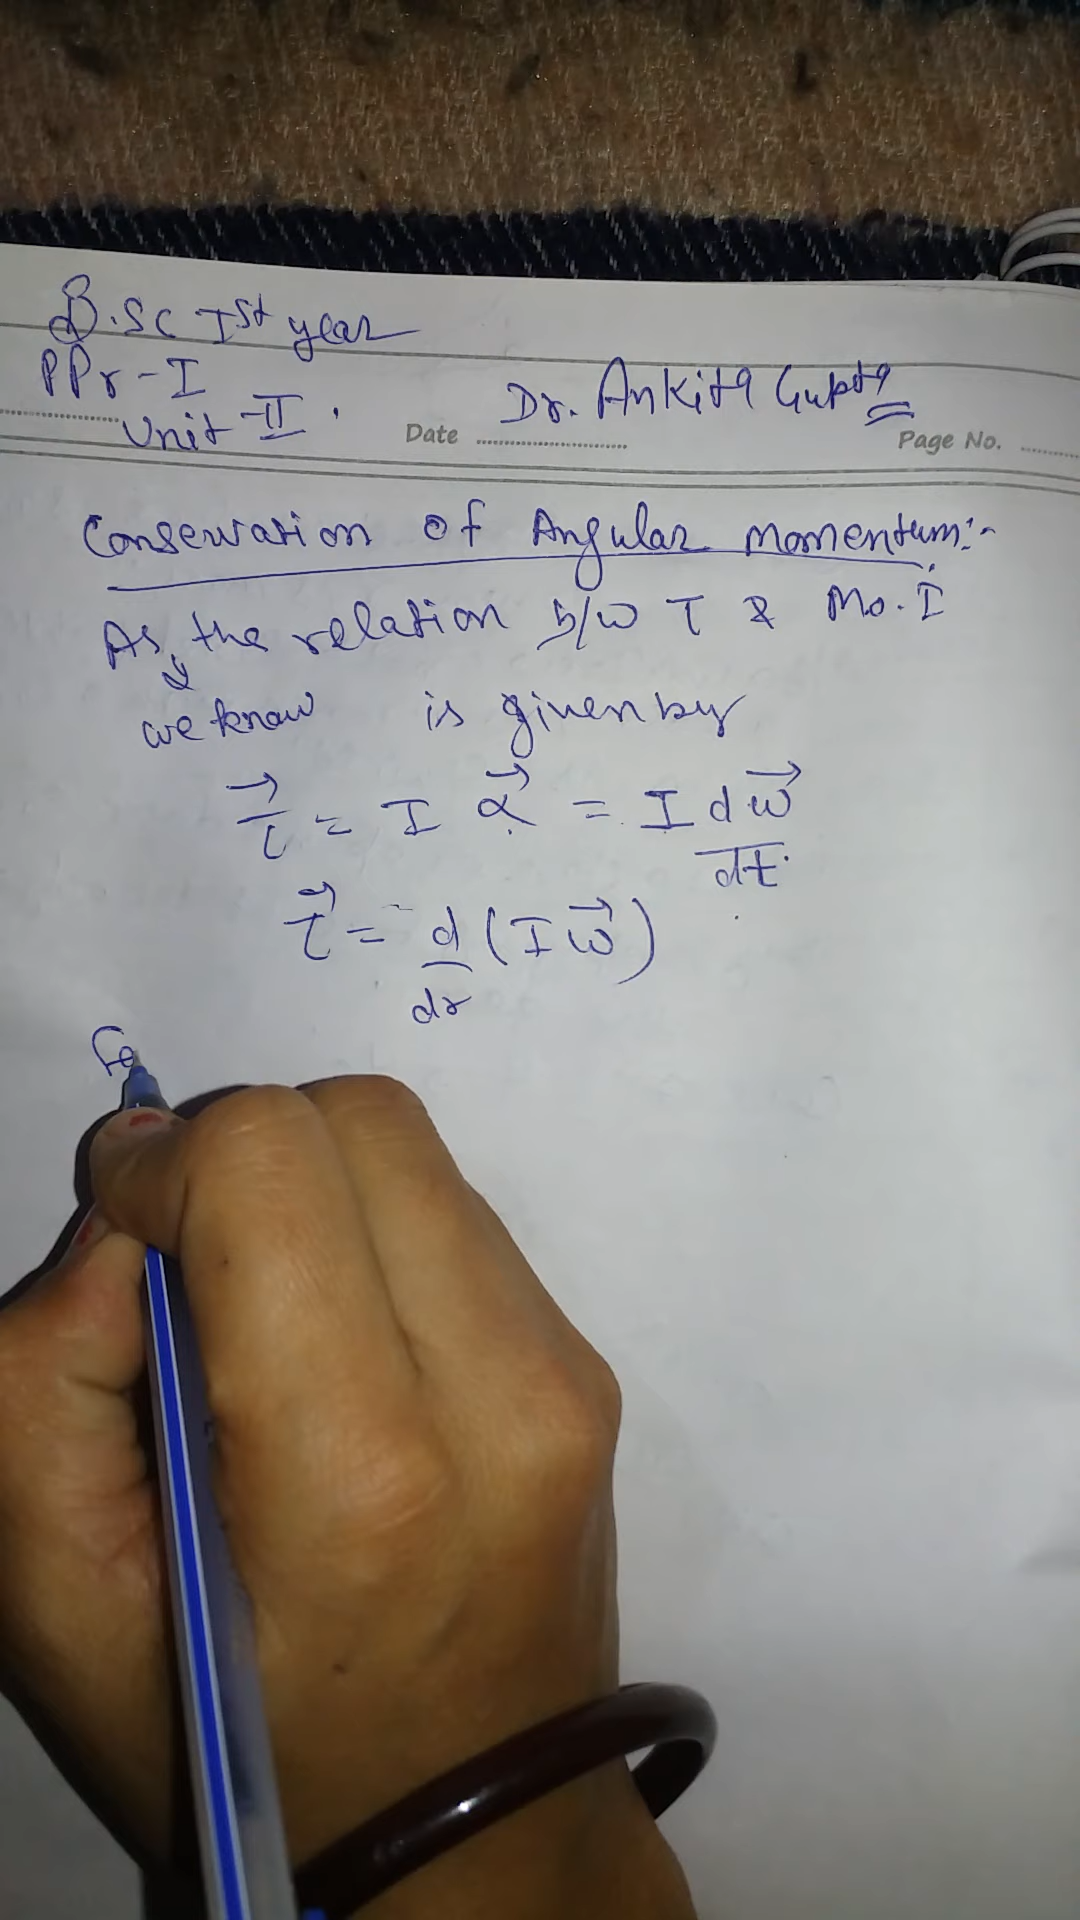 B.Sc Ist year
PPr-I
Unit-II. Dr. Ankita Gupta
Date Page No.
Conservation of Angular momentum:-
As the relation b/w τ & Mo.I
we know is given by
τ⃗ = I α⃗ = I dω⃗/dt
τ⃗ = d/dr (I ω⃗)